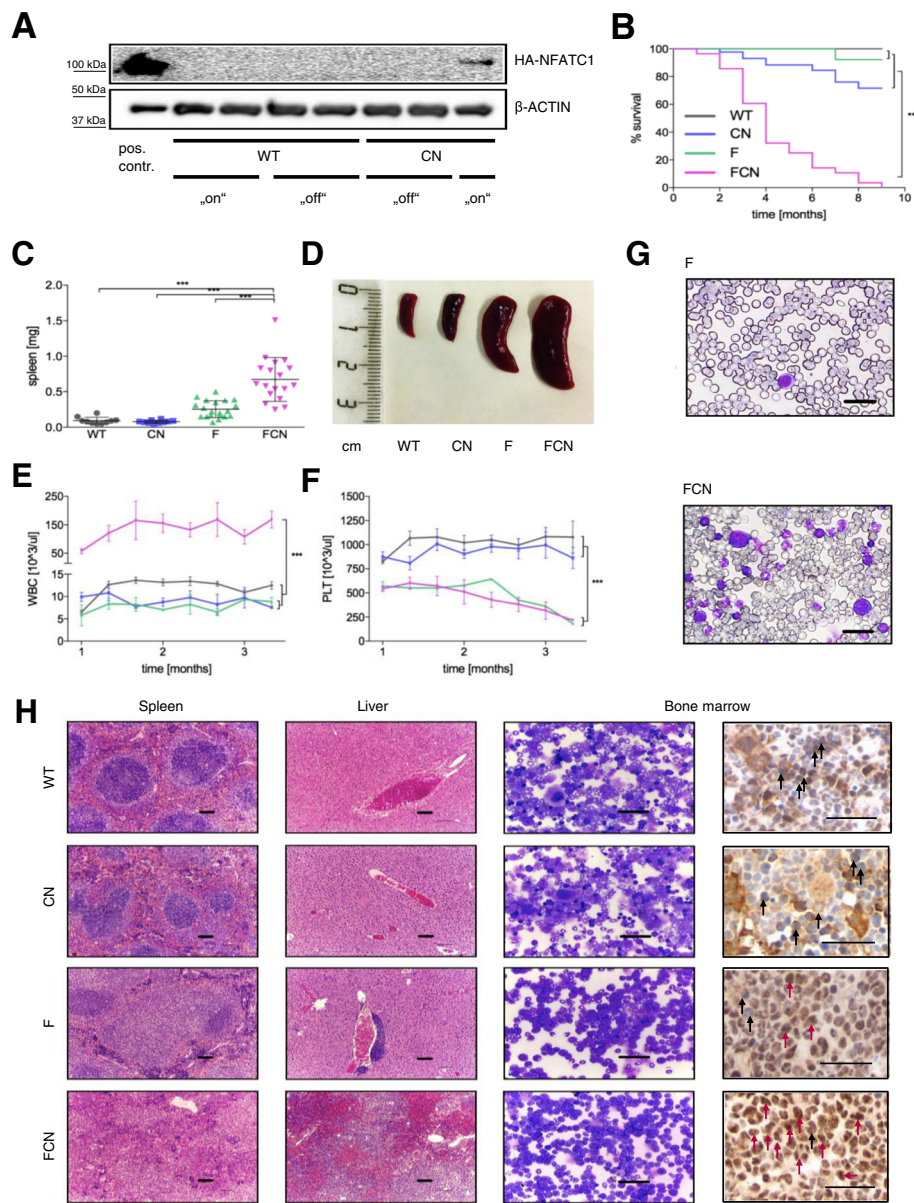 A
100 kDa
50 kDa
37 kDa
HA-NFATC1
β-ACTIN
pos.
contr.
WT
CN
„on“
„off“
„off“
„on“
B
% survival
100
80
60
40
20
0
WT
CN
F
FCN
**
0
2
4
6
8
10
time [months]
C
spleen [mg]
2.0
1.5
1.0
0.5
0.0
***
***
***
WT
CN
F
FCN
D
0
1
2
3
cm
WT
CN
F
FCN
G
F
FCN
E
WBC [10^3/ul]
250
200
150
100
50
15
10
5
0
***
1
2
3
time [months]
F
PLT [10^3/ul]
1500
1250
1000
750
500
250
0
***
1
2
3
time [months]
H
Spleen
Liver
Bone marrow
WT
CN
F
FCN